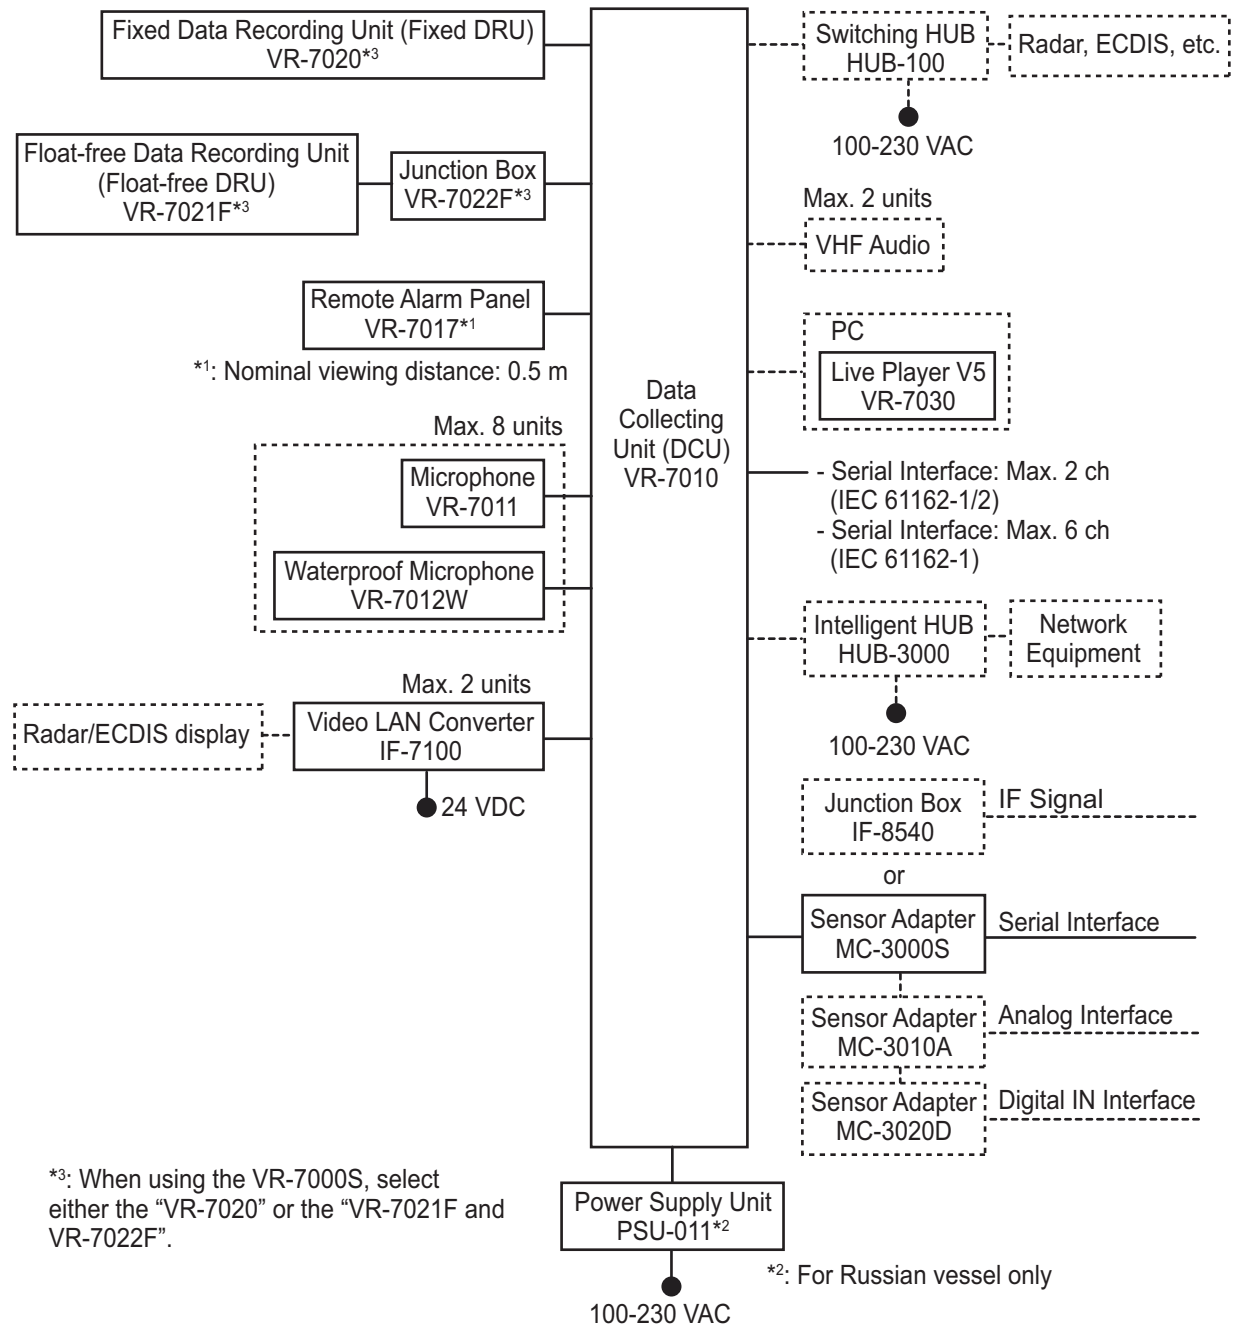 Fixed Data Recording Unit (Fixed DRU)
VR-7020*3
Float-free Data Recording Unit
(Float-free DRU)
VR-7021F*3
Junction Box
VR-7022F*3
Remote Alarm Panel
VR-7017*1
*1: Nominal viewing distance: 0.5 m
Max. 8 units
Microphone
VR-7011
Waterproof Microphone
VR-7012W
Max. 2 units
Radar/ECDIS display
Video LAN Converter
IF-7100
24 VDC
Data
Collecting
Unit (DCU)
VR-7010
Switching HUB
HUB-100
Radar, ECDIS, etc.
100-230 VAC
Max. 2 units
VHF Audio
PC
Live Player V5
VR-7030
- Serial Interface: Max. 2 ch
(IEC 61162-1/2)
- Serial Interface: Max. 6 ch
(IEC 61162-1)
Intelligent HUB
HUB-3000
Network
Equipment
100-230 VAC
Junction Box
IF-8540
IF Signal
or
Sensor Adapter
MC-3000S
Serial Interface
Sensor Adapter
MC-3010A
Analog Interface
Sensor Adapter
MC-3020D
Digital IN Interface
*3: When using the VR-7000S, select
either the “VR-7020” or the “VR-7021F and
VR-7022F”.
Power Supply Unit
PSU-011*2
*2: For Russian vessel only
100-230 VAC